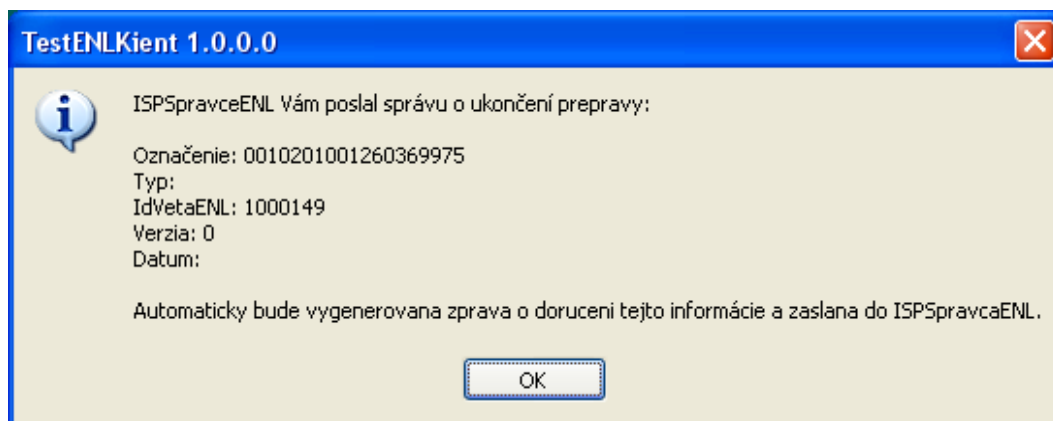 TestENLKient 1.0.0.0
ISPSpravceENL Vám poslal správu o ukončení prepravy:
Označenie: 0010201001260369975
Typ:
IdVetaENL: 1000149
Verzia: 0
Datum:
Automaticky bude vygenerovana zprava o doruceni tejto informácie a zaslana do ISPSpravcaENL.
OK